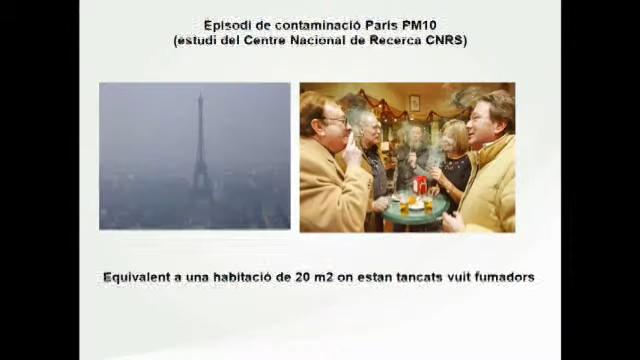 Episodi de contaminació Paris PM10
(estudi del Centre Nacional de Recerca CNRS)
Equivalent a una habitació de 20 m2 on estan tancats vuit fumadors